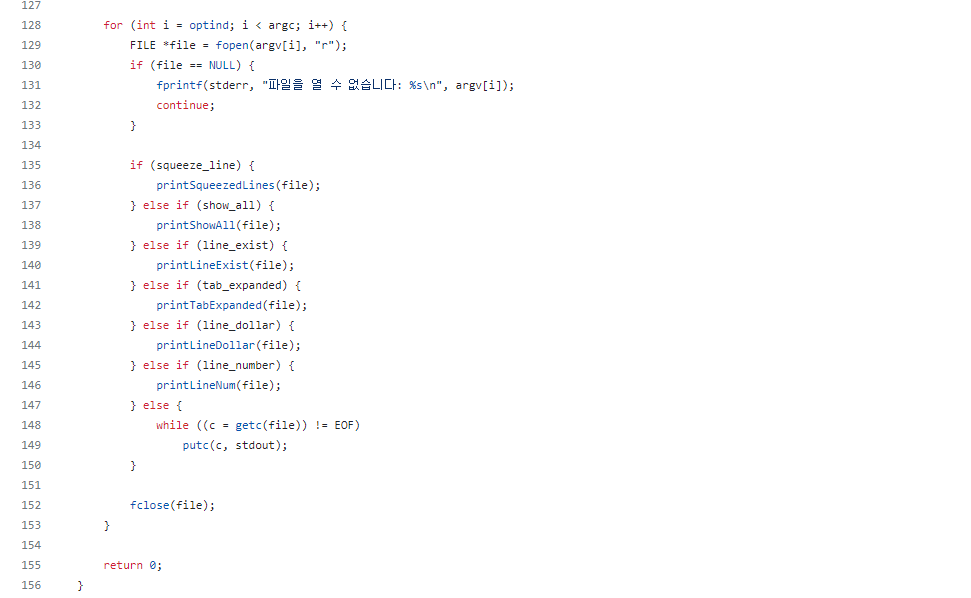 127
128 for (int i = optind; i < argc; i++) {
129 FILE *file = fopen(argv[i], "r");
130 if (file == NULL) {
131 fprintf(stderr, "파일을 열 수 없습니다: %s\n", argv[i]);
132 continue;
133 }
134
135 if (squeeze_line) {
136 printSqueezedLines(file);
137 } else if (show_all) {
138 printShowAll(file);
139 } else if (line_exist) {
140 printLineExist(file);
141 } else if (tab_expanded) {
142 printTabExpanded(file);
143 } else if (line_dollar) {
144 printLineDollar(file);
145 } else if (line_number) {
146 printLineNum(file);
147 } else {
148 while ((c = getc(file)) != EOF)
149 putc(c, stdout);
150 }
151
152 fclose(file);
153 }
154
155 return 0;
156 }